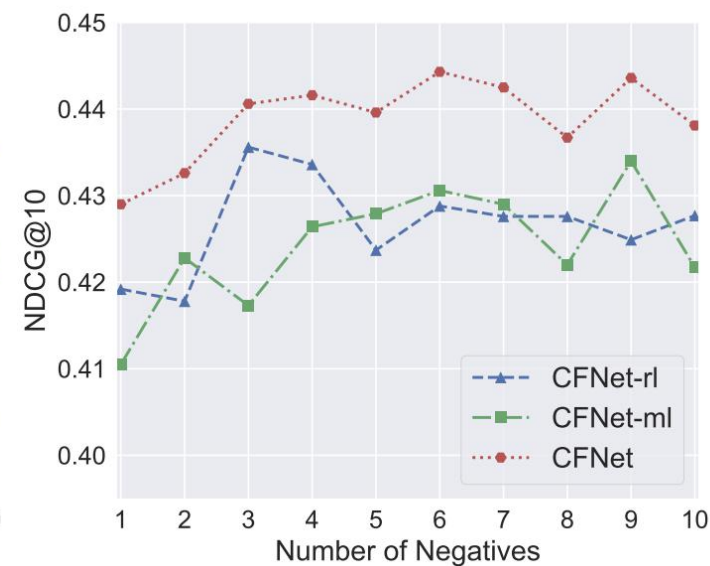 0.45
0.44
0.43
0.42
0.41
0.40
NDCG@10
CFNet-rl
CFNet-ml
CFNet
1 2 3 4 5 6 7 8 9 10
Number of Negatives